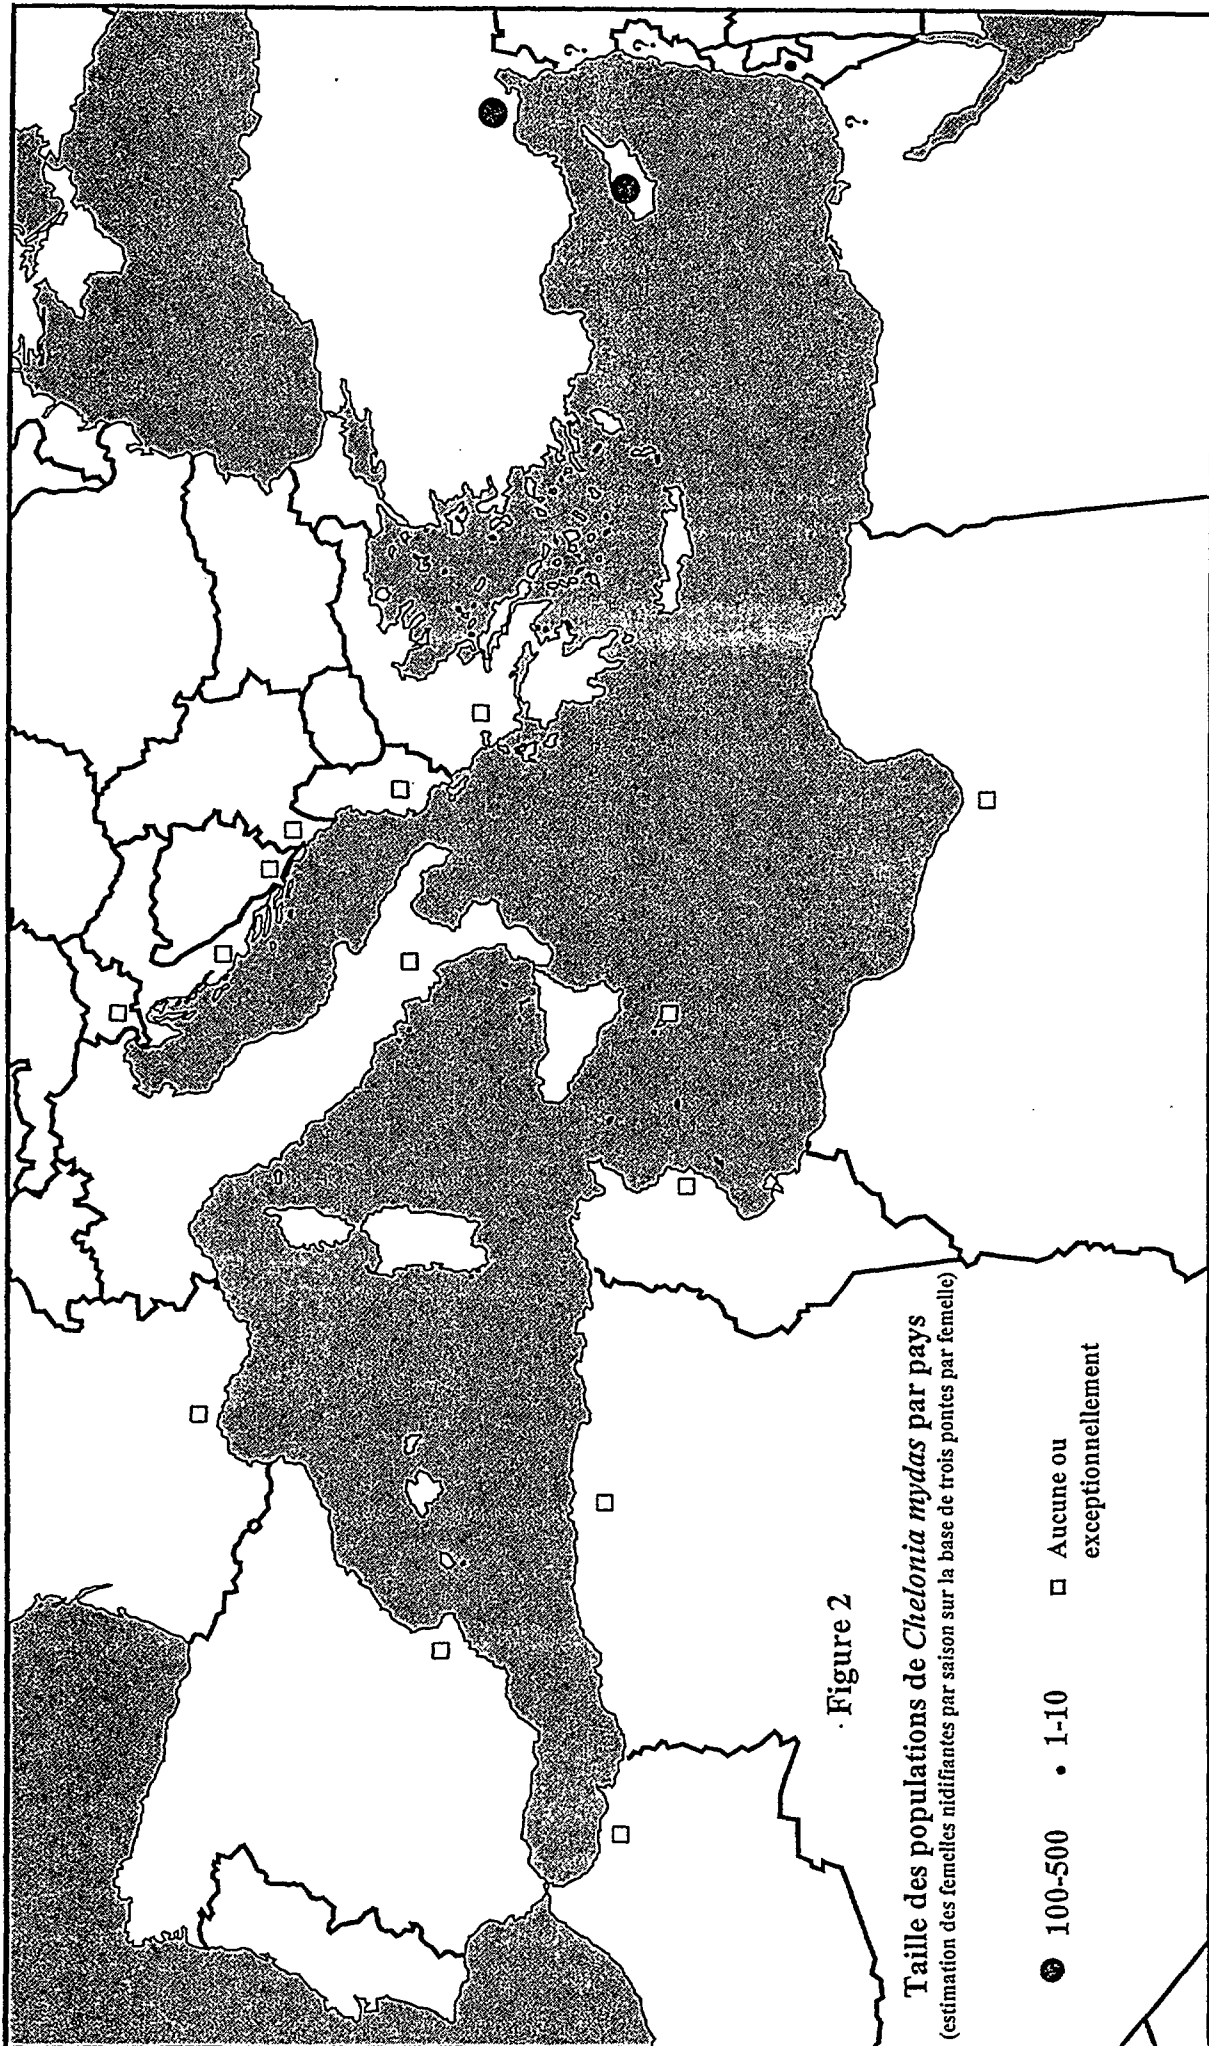 Figure 2
Taille des populations de Chelonia mydas par pays
(estimation des femelles nidifiantes par saison sur la base de trois pontes par femelle)
100-500
1-10
Aucune ou
exceptionnellement
?
?
?